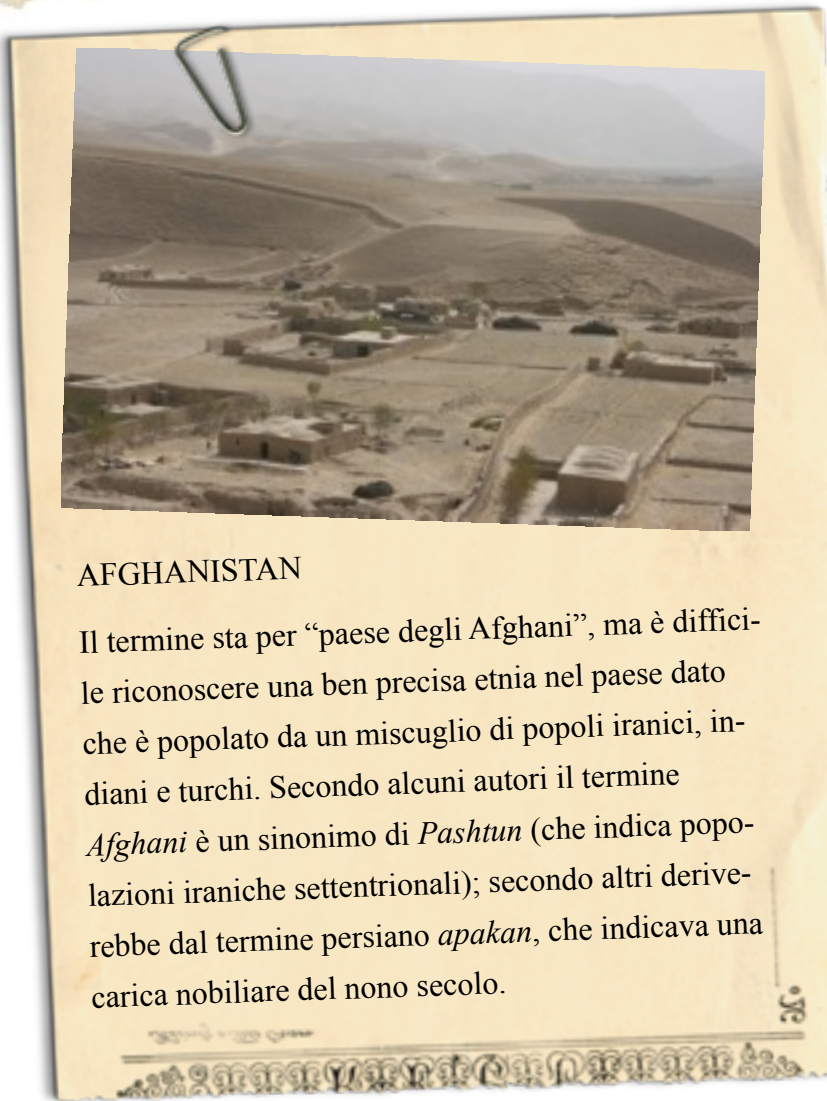 AFGHANISTAN
Il termine sta per “paese degli Afghani”, ma è diffici-
le riconoscere una ben precisa etnia nel paese dato
che è popolato da un miscuglio di popoli iranici, in-
diani e turchi. Secondo alcuni autori il termine
Afghani è un sinonimo di Pashtun (che indica popo-
lazioni iraniche settentrionali); secondo altri derive-
rebbe dal termine persiano apakan, che indicava una
carica nobiliare del nono secolo.